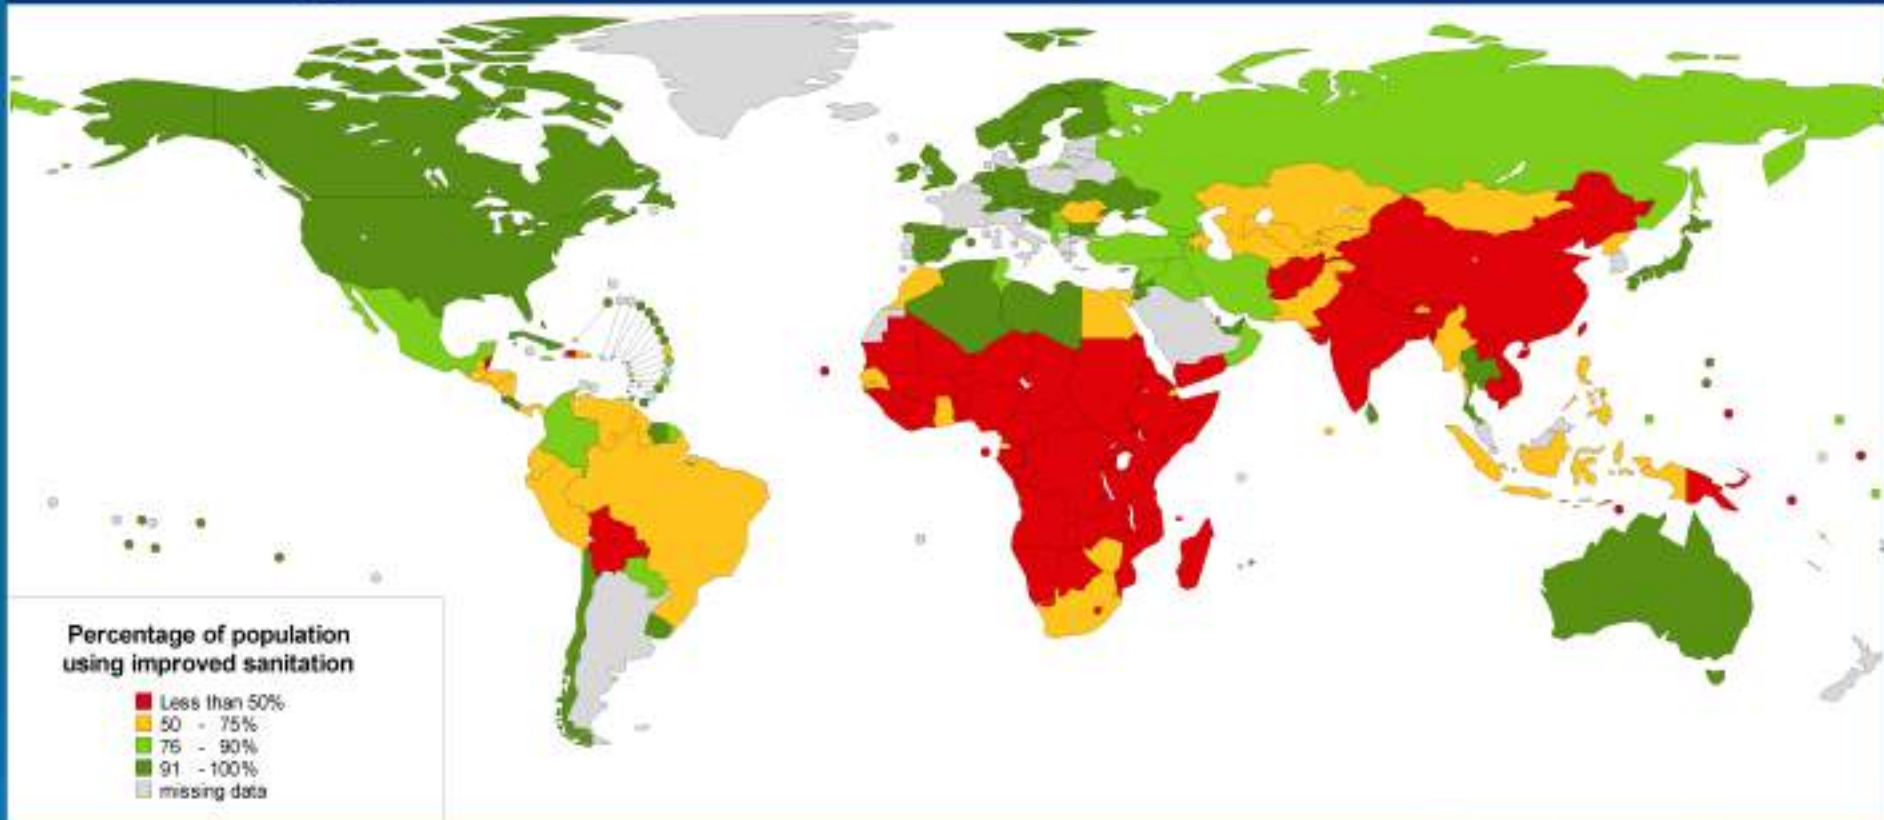 Percentage of population
using improved sanitation
Less than 50%
50 - 75%
76 - 90%
91 - 100%
missing data